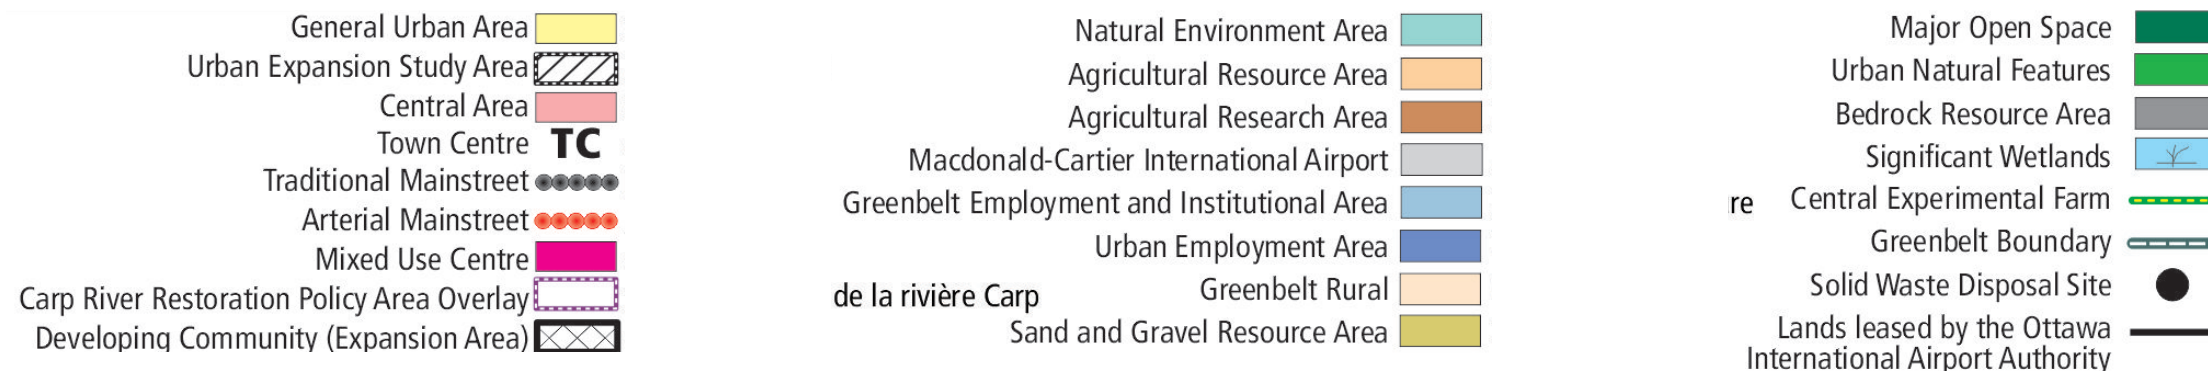 General Urban Area
Urban Expansion Study Area
Central Area
Town Centre TC
Traditional Mainstreet
Arterial Mainstreet
Mixed Use Centre
Carp River Restoration Policy Area Overlay
Developing Community (Expansion Area)
Natural Environment Area
Agricultural Resource Area
Agricultural Research Area
Macdonald-Cartier International Airport
Greenbelt Employment and Institutional Area
Urban Employment Area
de la rivière Carp Greenbelt Rural
Sand and Gravel Resource Area
Major Open Space
Urban Natural Features
Bedrock Resource Area
Significant Wetlands
re Central Experimental Farm
Greenbelt Boundary
Solid Waste Disposal Site
Lands leased by the Ottawa
International Airport Authority